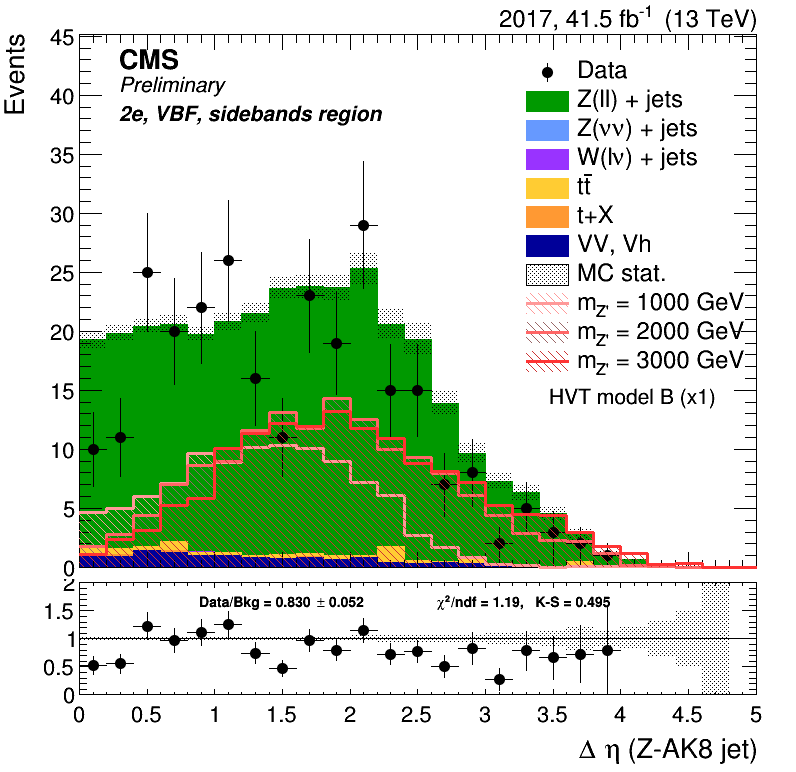 2017, 41.5 fb⁻¹ (13 TeV)
Events
CMS
Preliminary
2e, VBF, sidebands region
Data
Z(ll) + jets
Z(νν) + jets
W(lν) + jets
tt̄
t+X
VV, Vh
MC stat.
m_Z' = 1000 GeV
m_Z' = 2000 GeV
m_Z' = 3000 GeV
HVT model B (x1)
45
40
35
30
25
20
15
10
5
0
Data/Bkg = 0.830 ± 0.052 χ²/ndf = 1.19, K-S = 0.495
2
1.5
1
0.5
0
0 0.5 1 1.5 2 2.5 3 3.5 4 4.5 5
Δ η (Z-AK8 jet)